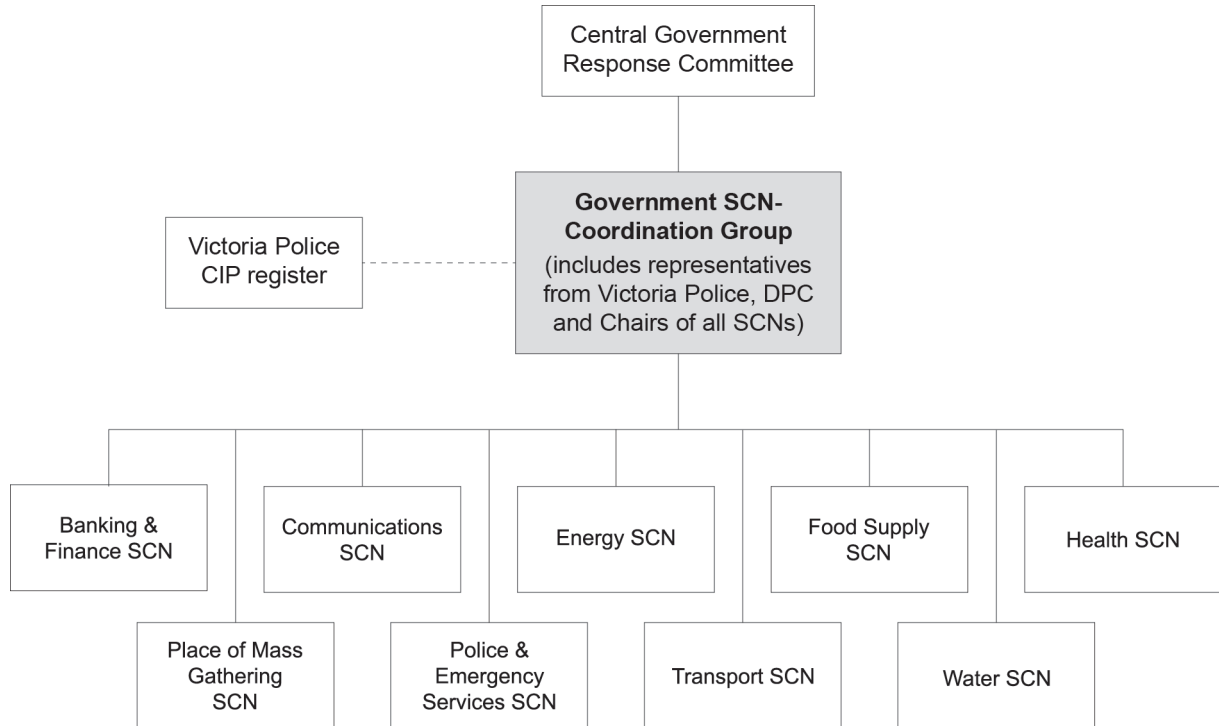 Central Government
Response Committee
Government SCN-
Coordination Group
(includes representatives
from Victoria Police, DPC
and Chairs of all SCNs)
Victoria Police
CIP register
Banking &
Finance SCN
Communications
SCN
Energy SCN
Food Supply
SCN
Health SCN
Place of Mass
Gathering
SCN
Police &
Emergency
Services SCN
Transport SCN
Water SCN